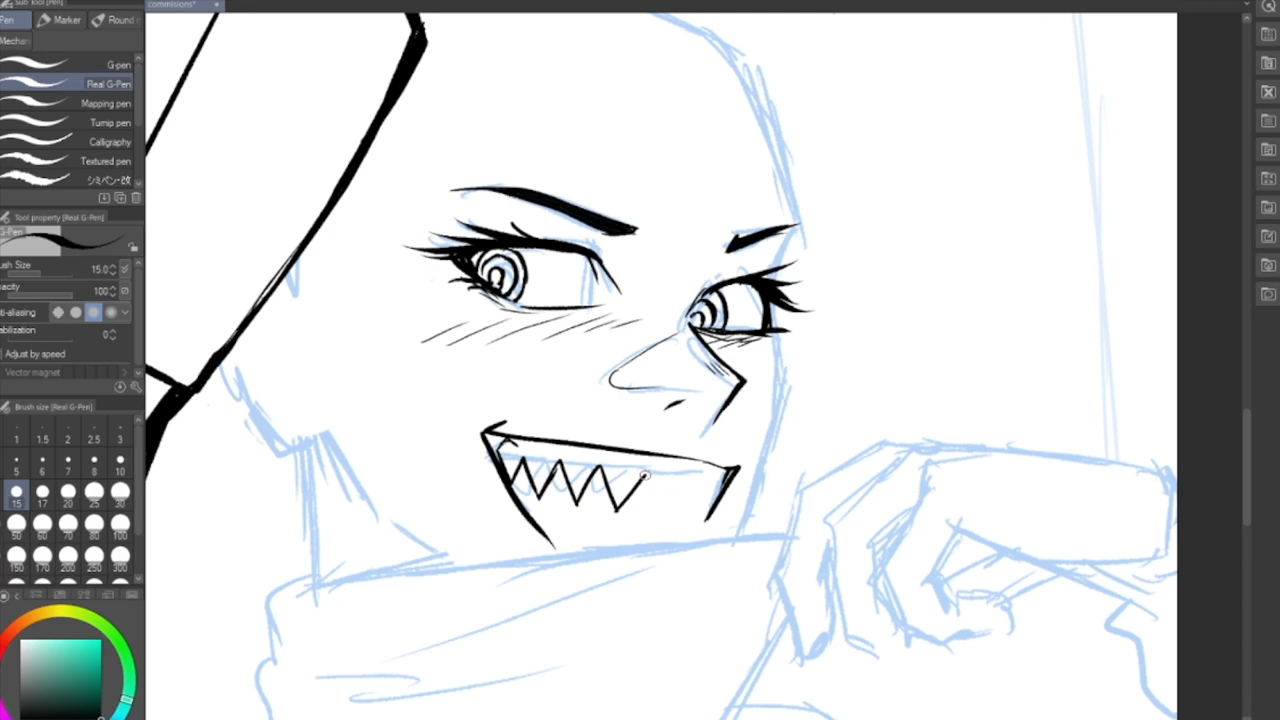 Sub Tool [Pen]
commisions*
Pen
Marker
Round
Mechan
G-pen
Real G-Pen
Mapping pen
Turnip pen
Calligraphy
Textured pen
シミペン・改
Tool property [Real G-Pen]
G-Pen
ush Size 15.0
pacity 100
ti-aliasing
abilization 0
Adjust by speed
Vector magnet
Brush size [Real G-Pen]
1 1.5 2 2.5 3
5 6 7 8 10
15 17 20 25 30
50 60 70 80 100
150 170 200 250 300